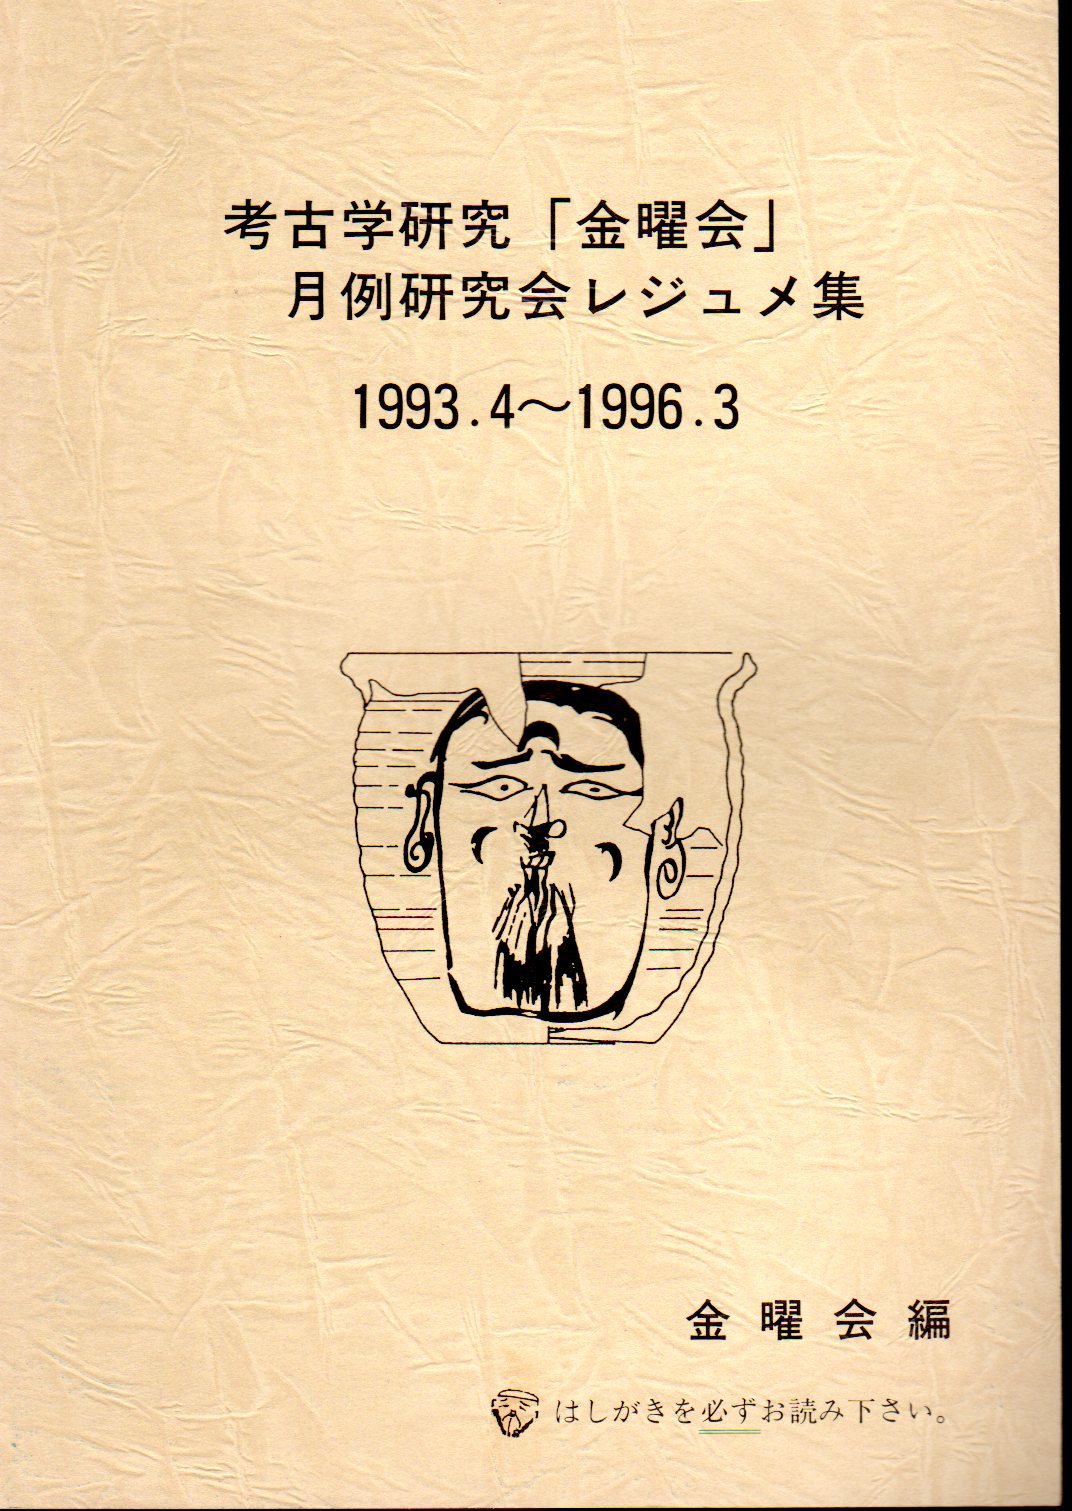 考古学研究「金曜会」
月例研究会レジュメ集
1993.4〜1996.3
金曜会編
はしがきを必ずお読み下さい。